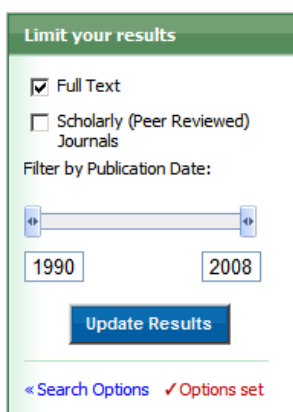 Limit your results
Full Text
Scholarly (Peer Reviewed)
Journals
Filter by Publication Date:
1990 2008
Update Results
« Search Options ✓ Options set